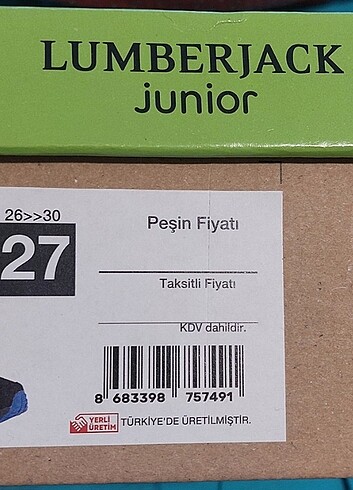 LUMBERJACK
junior
26>>30
27
Peşin Fiyatı
Taksitli Fiyatı
KDV dahildir.
8 683398 757491
YERLİ
ÜRETİM
TÜRKİYE'DE ÜRETİLMİŞTİR.